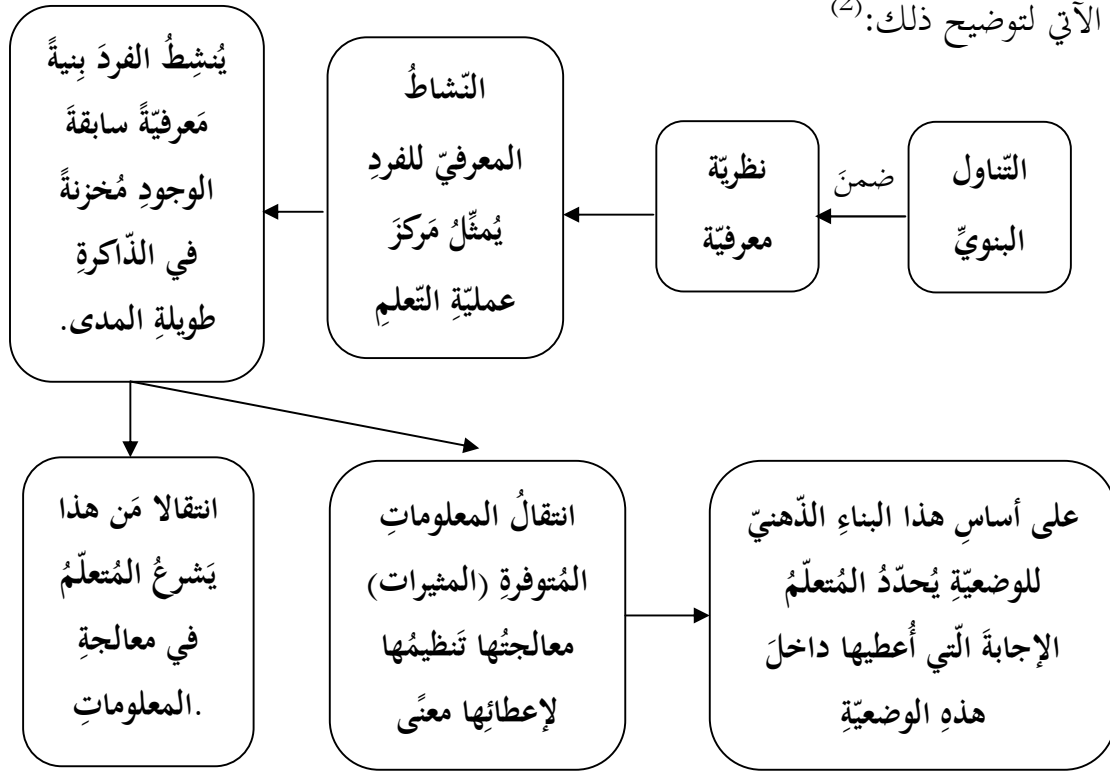 الآتي لتوضيح ذلك:(2)
التّناول
البنويِّ
ضمنَ
نظريّة
معرفيّة
النّشاطُ
المعرفيّ للفردِ
يُمثِّلُ مَركزَ
عمليّةِ التّعلمِ
يُنشِطُ الفردَ بِنيةً
مَعرفيّةً سابقةَ
الوجودِ مُخزنةً
في الذّاكرةِ
طويلةِ المدى.
انتقالا مَن هذا
يَشرعُ المُتعلّمُ
في معالجةِ
.المعلوماتِ
انتقالُ المعلوماتِ
المُتوفرةِ (المثيرات)
معالجتُها تَنظيمُها
لإعطائِها معنًى
على أساسِ هذا البناءِ الذّهنيّ
للوضعيّةِ يُحدّدُ المُتعلّمُ
الإجابةَ الّتي أُعطيها داخلَ
هذهِ الوضعيّةِ